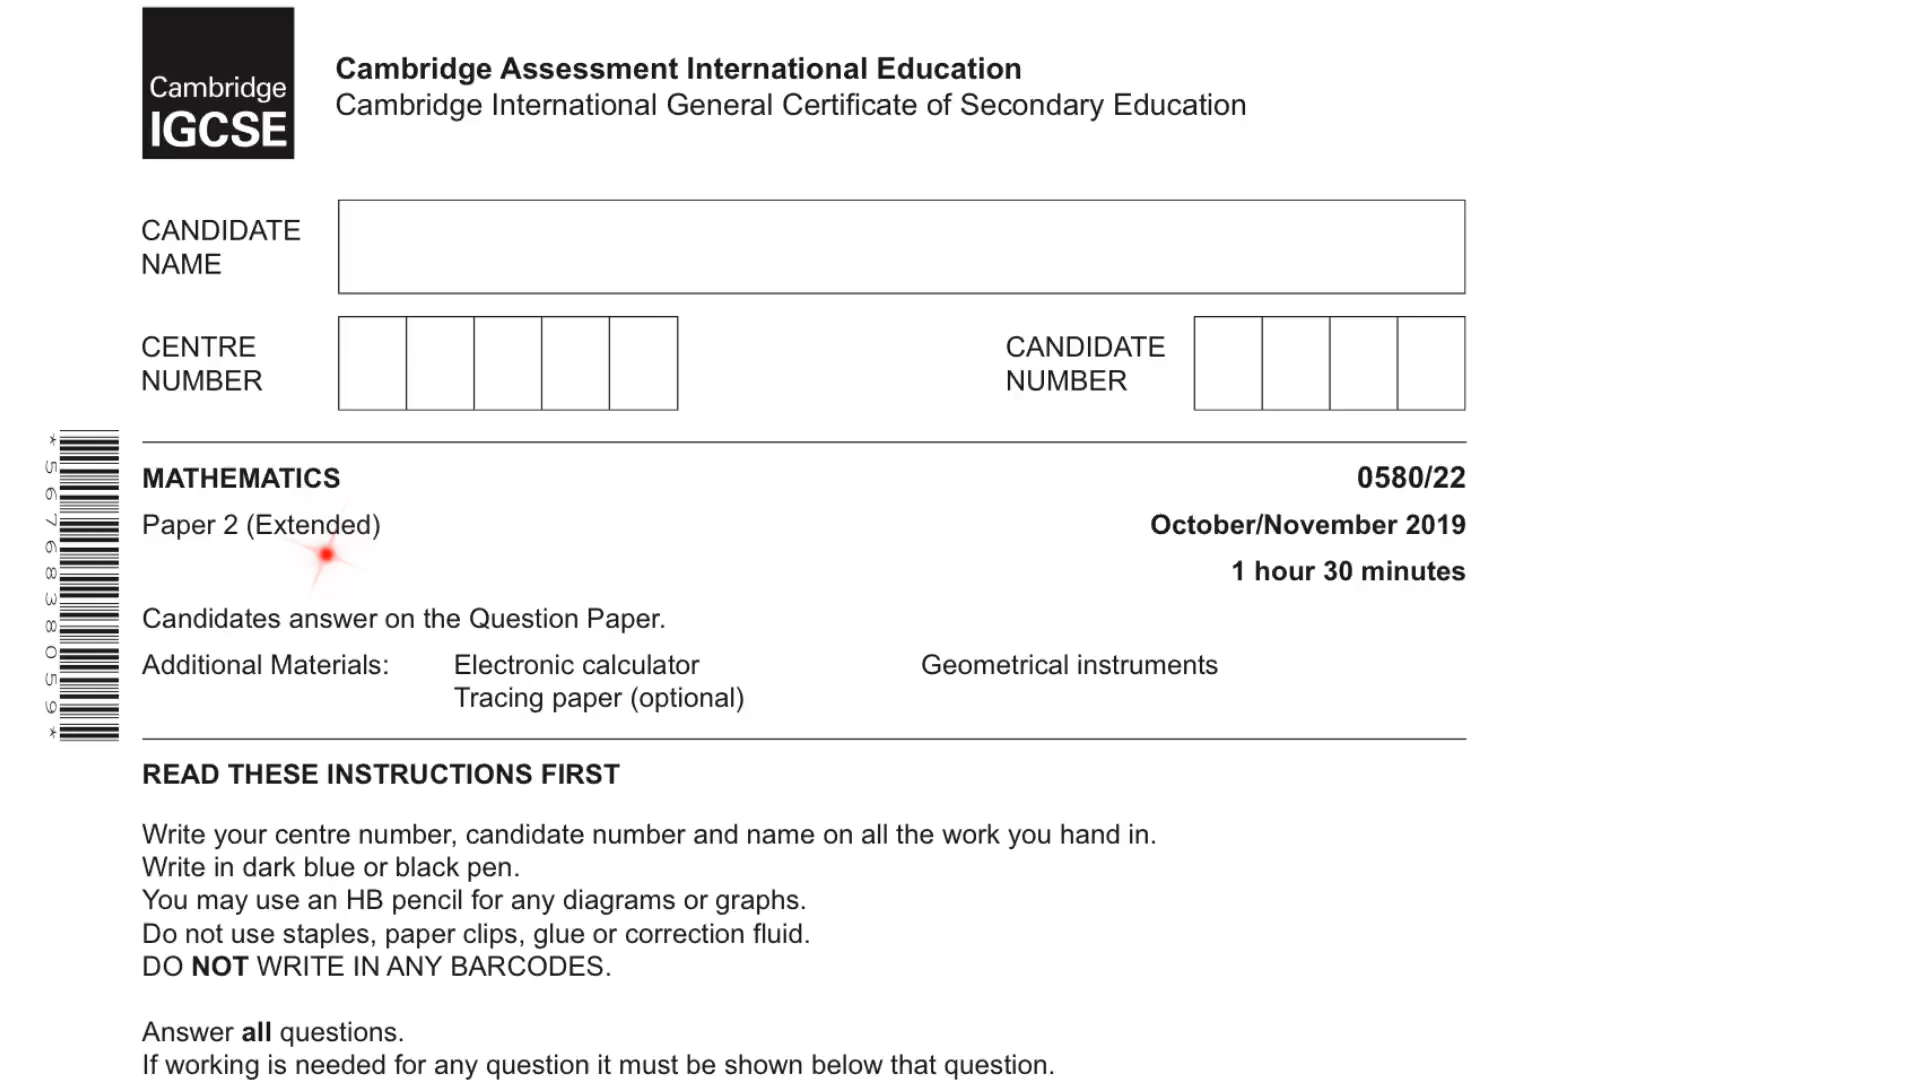 Cambridge
IGCSE
Cambridge Assessment International Education
Cambridge International General Certificate of Secondary Education
CANDIDATE
NAME
CENTRE
NUMBER
CANDIDATE
NUMBER
*5676838059*
MATHEMATICS 0580/22
Paper 2 (Extended) October/November 2019
1 hour 30 minutes
Candidates answer on the Question Paper.
Additional Materials: Electronic calculator Geometrical instruments
Tracing paper (optional)
READ THESE INSTRUCTIONS FIRST
Write your centre number, candidate number and name on all the work you hand in.
Write in dark blue or black pen.
You may use an HB pencil for any diagrams or graphs.
Do not use staples, paper clips, glue or correction fluid.
DO NOT WRITE IN ANY BARCODES.
Answer all questions.
If working is needed for any question it must be shown below that question.